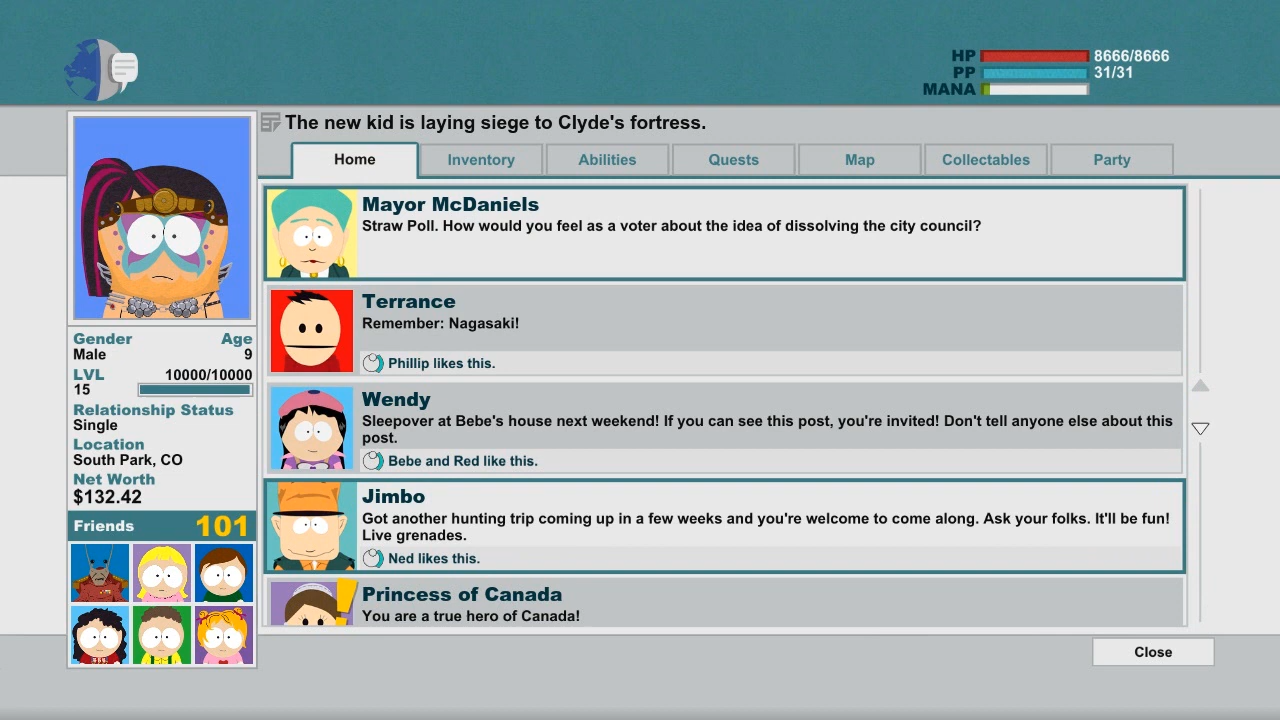 HP 8666/8666
PP 31/31
MANA
The new kid is laying siege to Clyde's fortress.
Home Inventory Abilities Quests Map Collectables Party
Mayor McDaniels
Straw Poll. How would you feel as a voter about the idea of dissolving the city council?
Terrance
Remember: Nagasaki!
Phillip likes this.
Wendy
Sleepover at Bebe's house next weekend! If you can see this post, you're invited! Don't tell anyone else about this
post.
Bebe and Red like this.
Jimbo
Got another hunting trip coming up in a few weeks and you're welcome to come along. Ask your folks. It'll be fun!
Live grenades.
Ned likes this.
Princess of Canada
You are a true hero of Canada!
Gender Age
Male 9
LVL 10000/10000
15
Relationship Status
Single
Location
South Park, CO
Net Worth
$132.42
Friends 101
Close